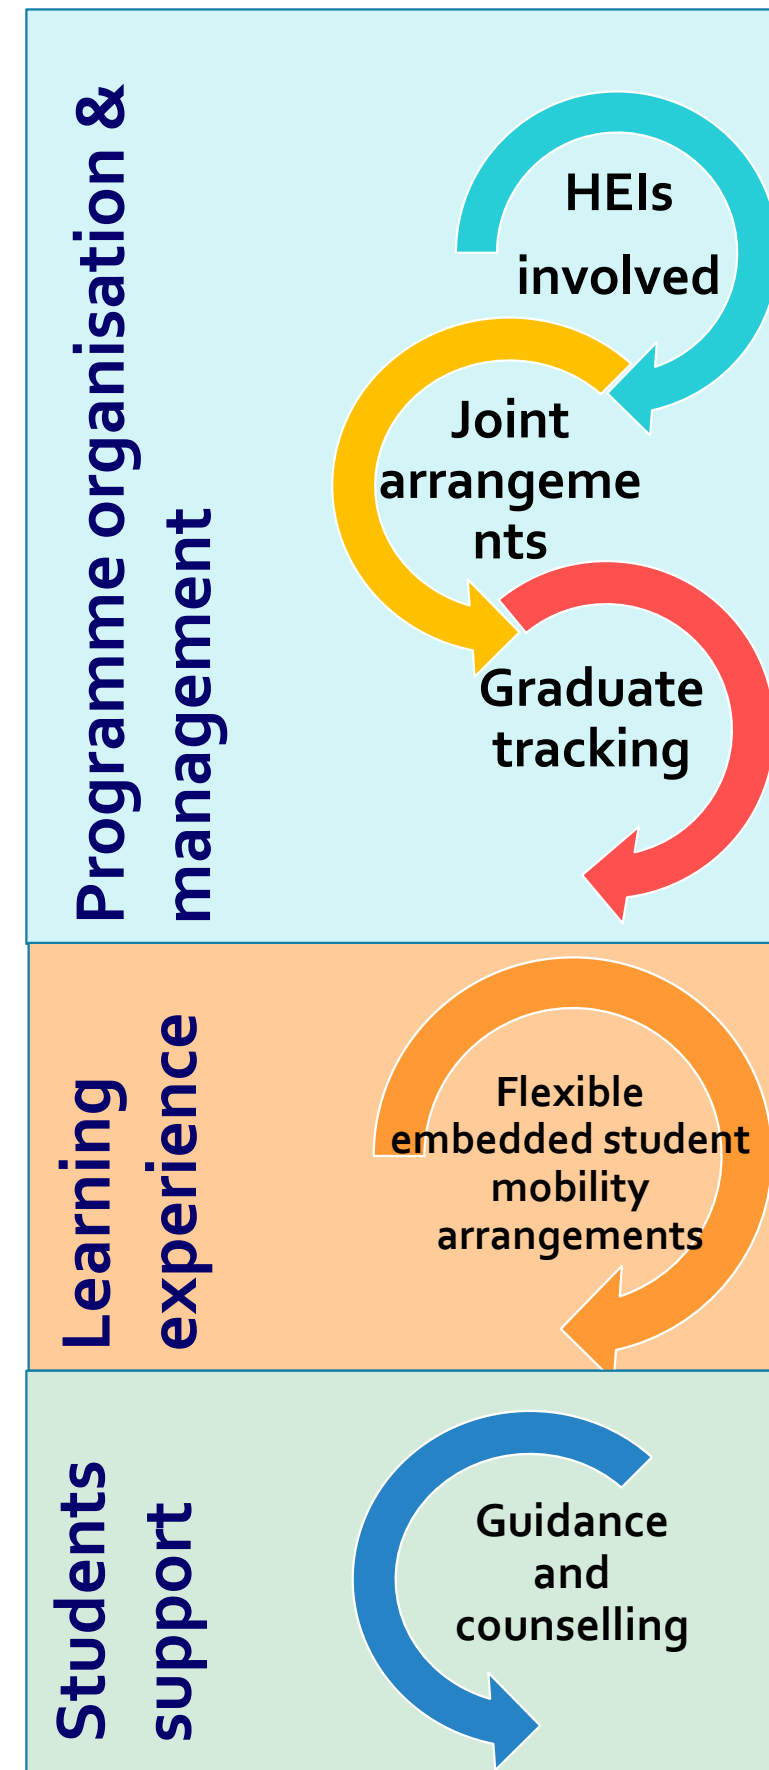 Programme organisation &
management
HEIs
involved
Joint
arrangeme
nts
Graduate
tracking
Learning
experience
Flexible
embedded student
mobility
arrangements
Students
support
Guidance
and
counselling